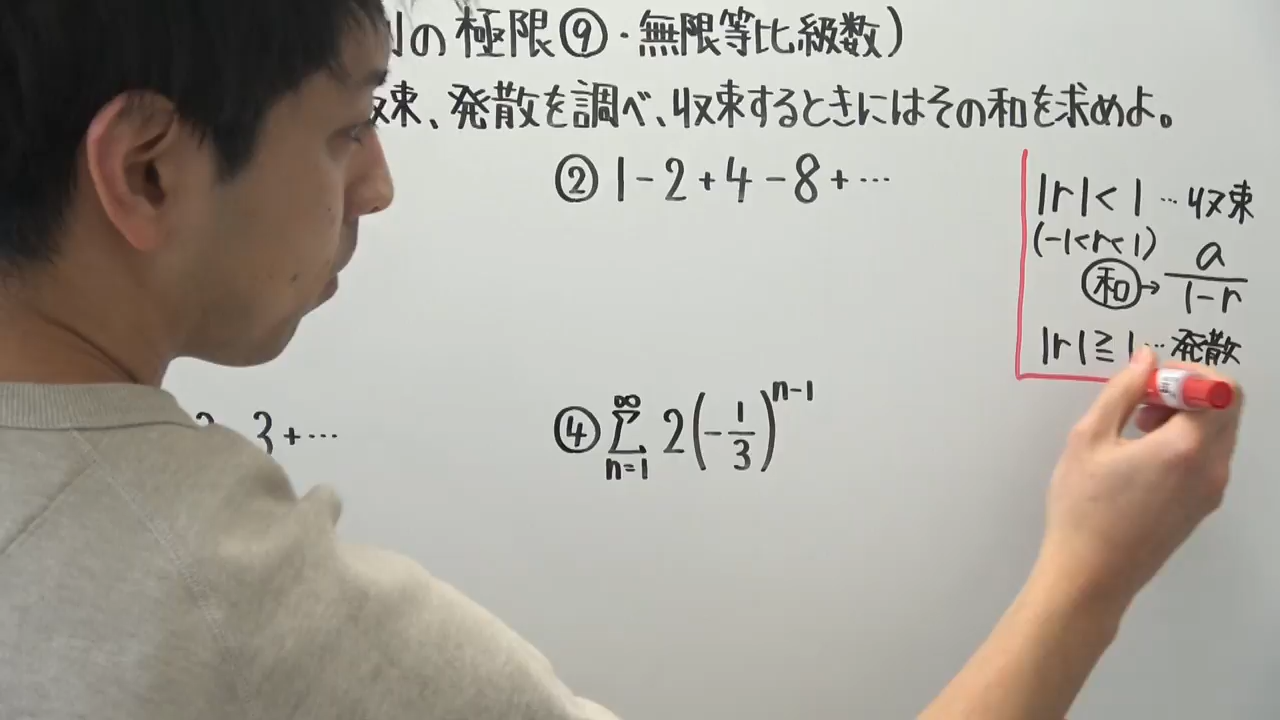 の極限⑨・無限等比級数)
束、発散を調べ、収束するときにはその和を求めよ。
② 1-2+4-8+…
|r|<1 … 収束
(-1<r<1)
和→ a/(1-r)
|r|≧1 … 発散
3+…
④ ∑_{n=1}^{∞} 2(-1/3)^{n-1}